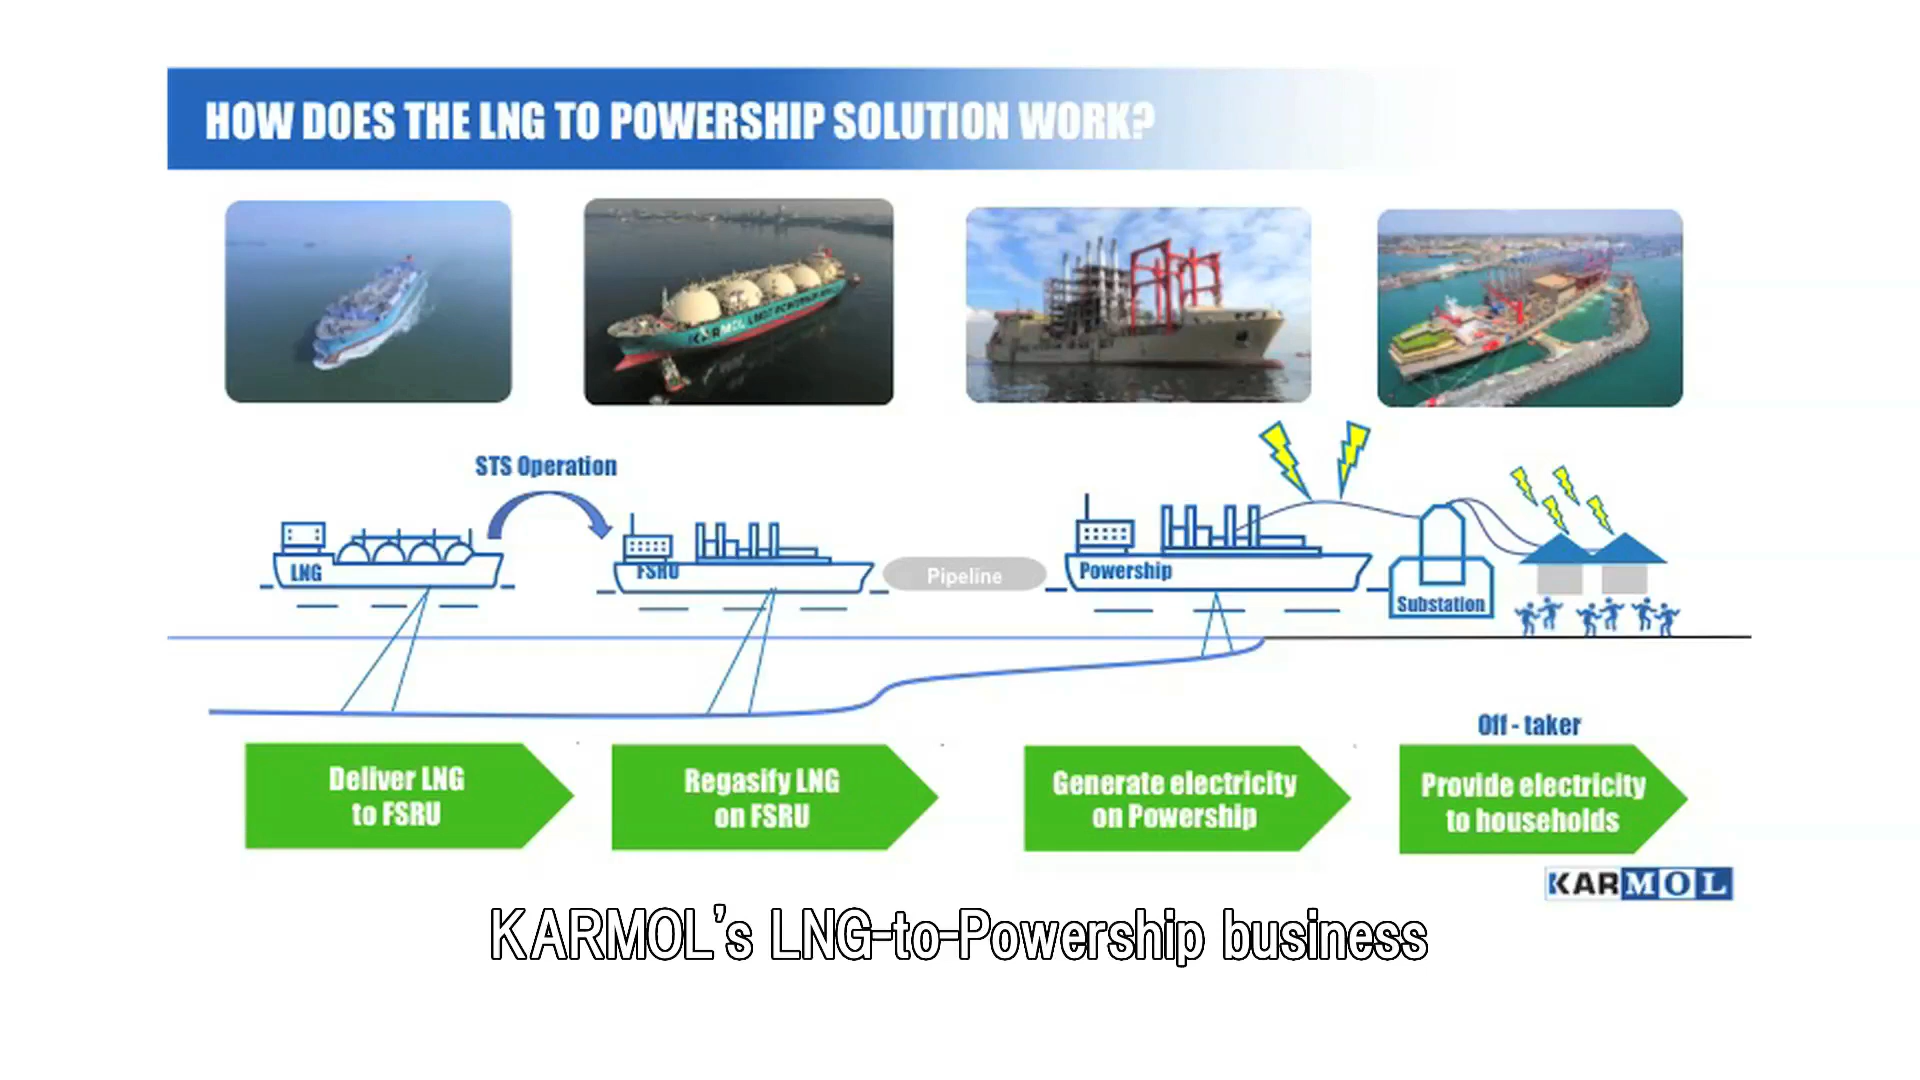 HOW DOES THE LNG TO POWERSHIP SOLUTION WORK?
STS Operation
LNG
FSRU
Pipeline
Powership
Substation
Off - taker
Deliver LNG
to FSRU
Regasify LNG
on FSRU
Generate electricity
on Powership
Provide electricity
to households
KARMOL
KARMOL's LNG-to-Powership business